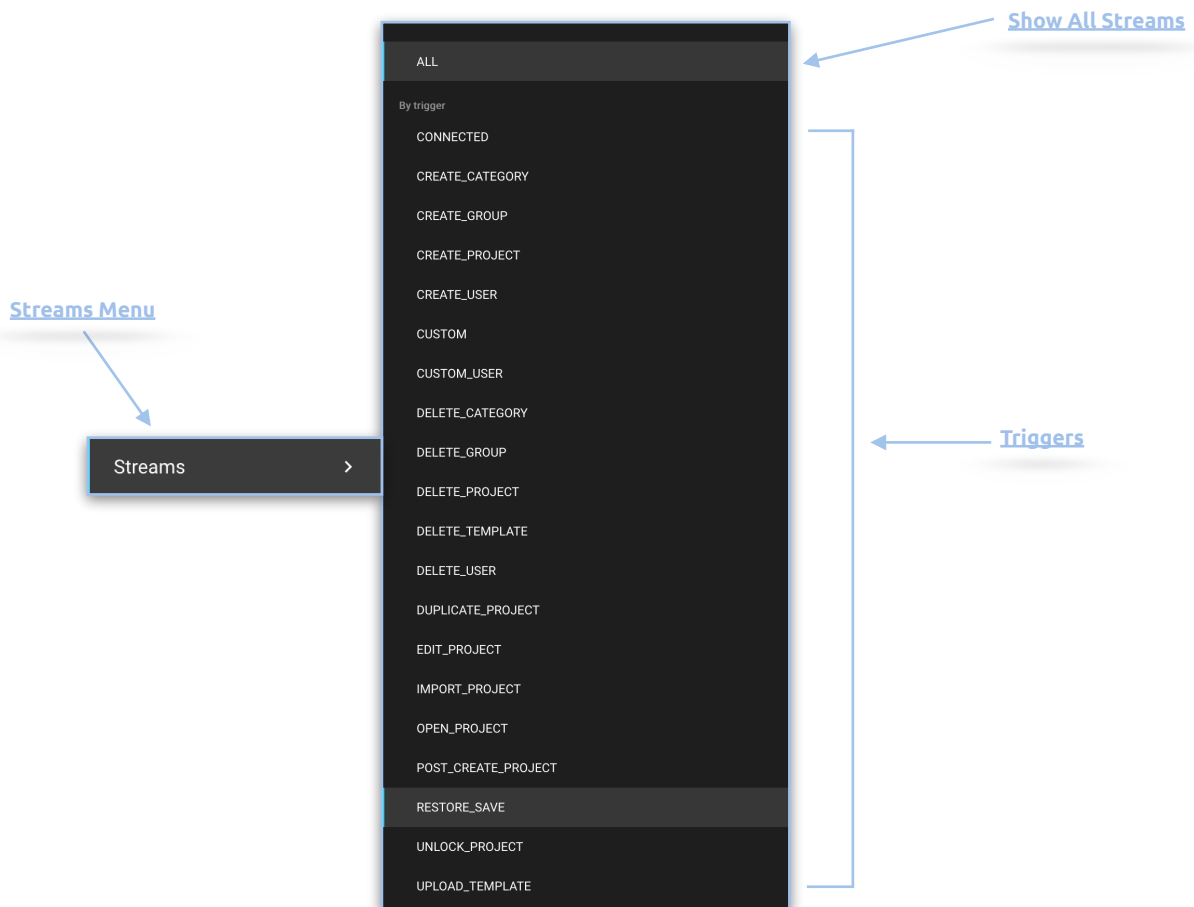 Show All Streams
ALL
By trigger
CONNECTED
CREATE_CATEGORY
CREATE_GROUP
CREATE_PROJECT
CREATE_USER
Streams Menu
CUSTOM
CUSTOM_USER
DELETE_CATEGORY
Triggers
DELETE_GROUP
Streams
DELETE_PROJECT
DELETE_TEMPLATE
DELETE_USER
DUPLICATE_PROJECT
EDIT_PROJECT
IMPORT_PROJECT
OPEN_PROJECT
POST_CREATE_PROJECT
RESTORE_SAVE
UNLOCK_PROJECT
UPLOAD_TEMPLATE